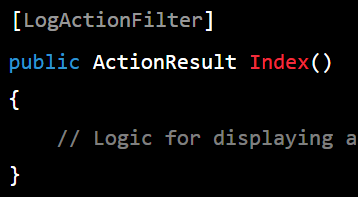 [LogActionFilter]
public ActionResult Index()
{
// Logic for displaying a
}